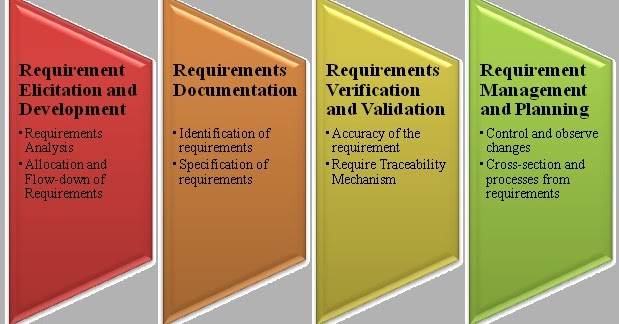 Requirement
Elicitation and
Development
• Requirements
Analysis
• Allocation and
Flow-down of
Requirements
Requirements
Documentation
• Identification of
requirements
• Specification of
requirements
Requirements
Verification
and Validation
• Accuracy of the
requirement
• Require Traceability
Mechanism
Requirement
Management
and Planning
• Control and observe
changes
• Cross-section and
processes from
requirements